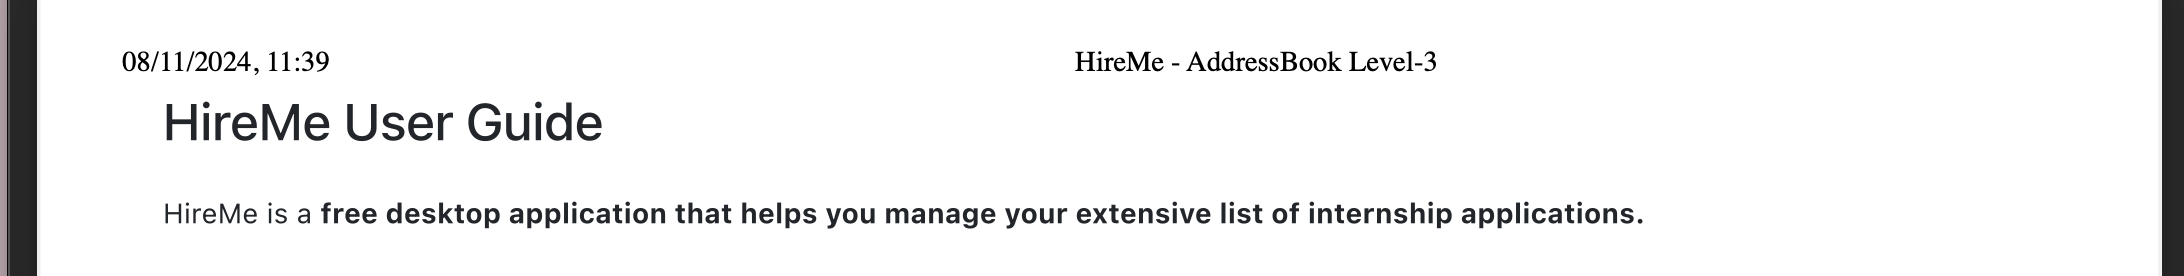 08/11/2024, 11:39 HireMe - AddressBook Level-3
HireMe User Guide
HireMe is a free desktop application that helps you manage your extensive list of internship applications.